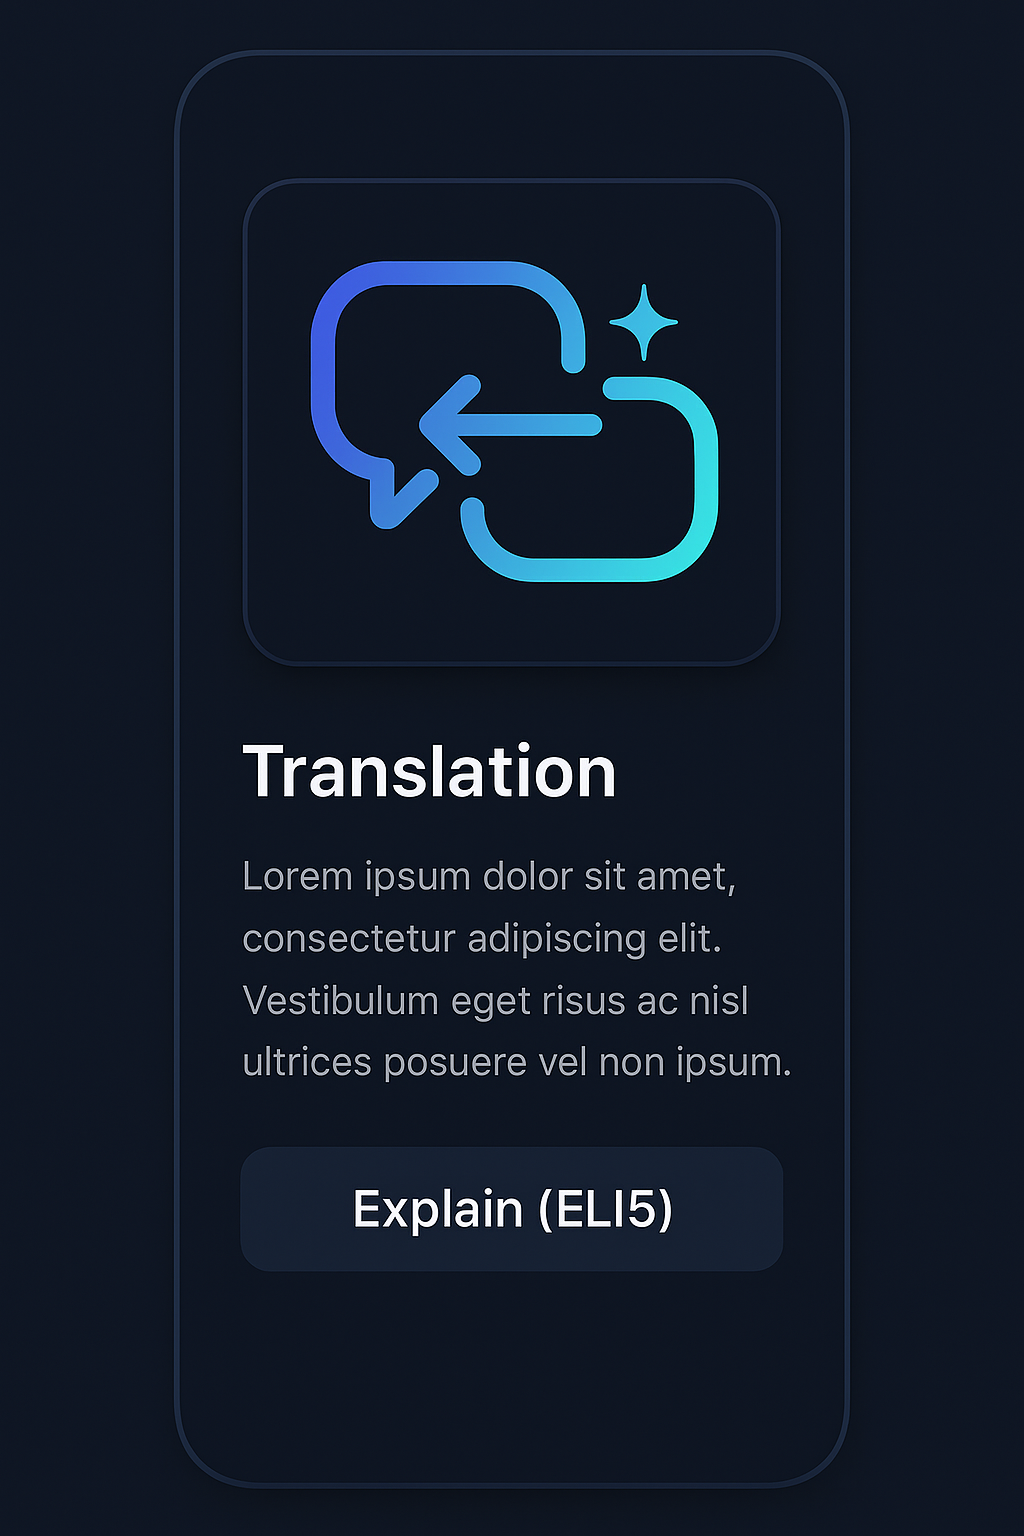 Translation
Lorem ipsum dolor sit amet,
consectetur adipiscing elit.
Vestibulum eget risus ac nisl
ultrices posuere vel non ipsum.
Explain (ELI5)